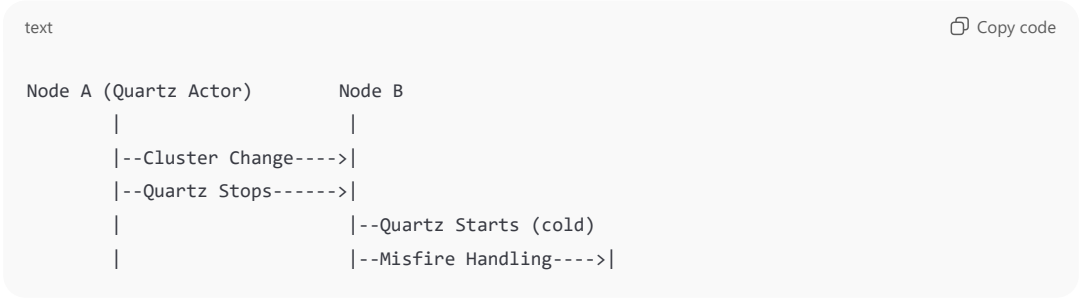 text Copy code
Node A (Quartz Actor)        Node B
         |                     |
         |--Cluster Change---->|
         |--Quartz Stops------>|
         |                     |--Quartz Starts (cold)
         |                     |--Misfire Handling---->|